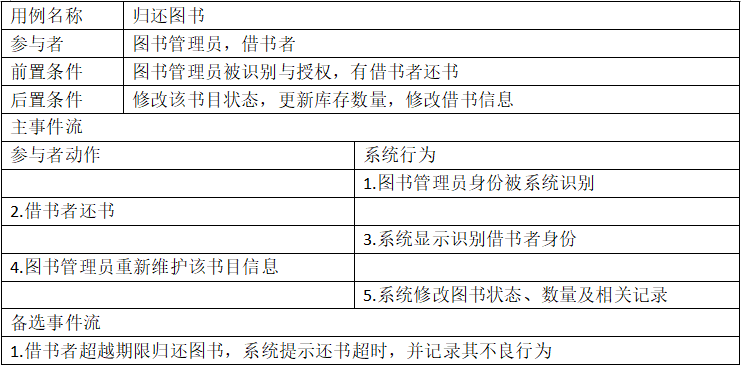 用例名称 归还图书
参与者 图书管理员，借书者
前置条件 图书管理员被识别与授权，有借书者还书
后置条件 修改该书目状态，更新库存数量，修改借书信息
主事件流
参与者动作 系统行为
1.图书管理员身份被系统识别
2.借书者还书
3.系统显示识别借书者身份
4.图书管理员重新维护该书目信息
5.系统修改图书状态、数量及相关记录
备选事件流
1.借书者超越期限归还图书，系统提示还书超时，并记录其不良行为